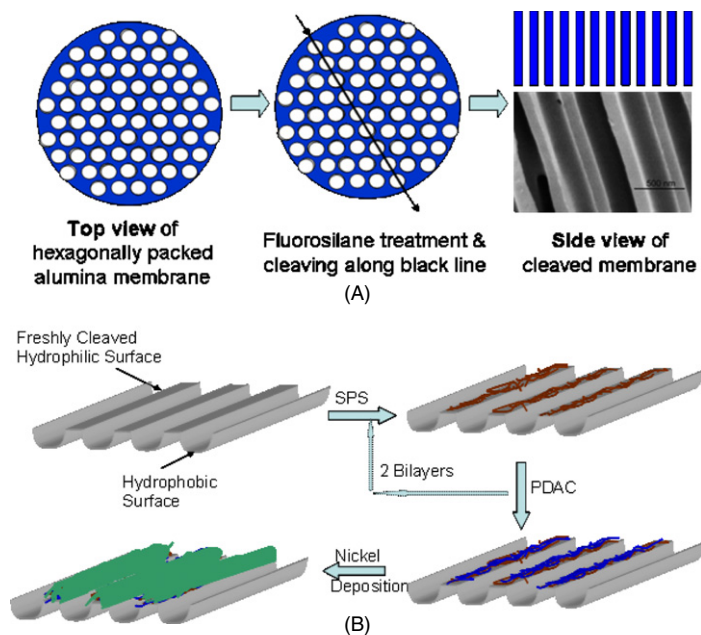 Top view of
hexagonally packed
alumina membrane
Fluorosilane treatment &
cleaving along black line
500 nm
Side view of
cleaved membrane
(A)
Freshly Cleaved
Hydrophilic Surface
SPS
2 Bilayers
Hydrophobic
Surface
PDAC
Nickel
Deposition
(B)